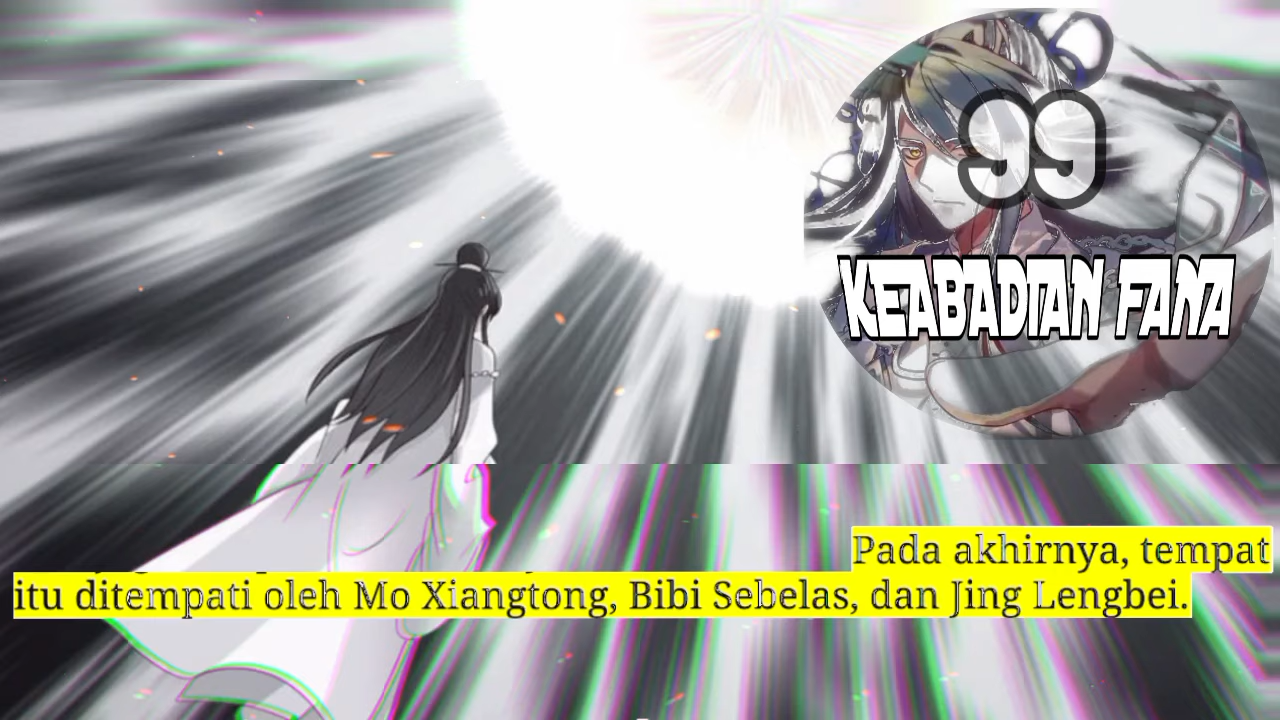 99
KEABADIAN FANA
Pada akhirnya, tempat
itu ditempati oleh Mo Xiangtong, Bibi Sebelas, dan Jing Lengbei.